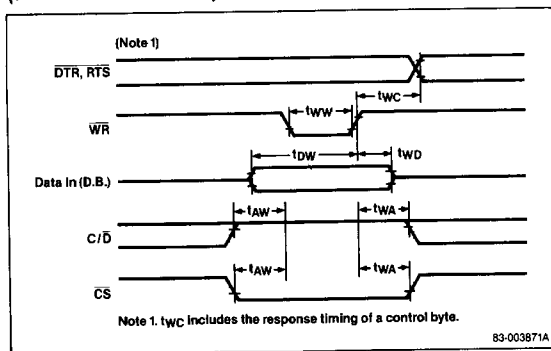 (Note 1)
DTR, RTS
tWC
tWW
WR
tDW
tWD
Data In (D.B.)
tAW
tWA
C/D
tAW
tWA
CS
Note 1. tWC includes the response timing of a control byte.
83-003871A